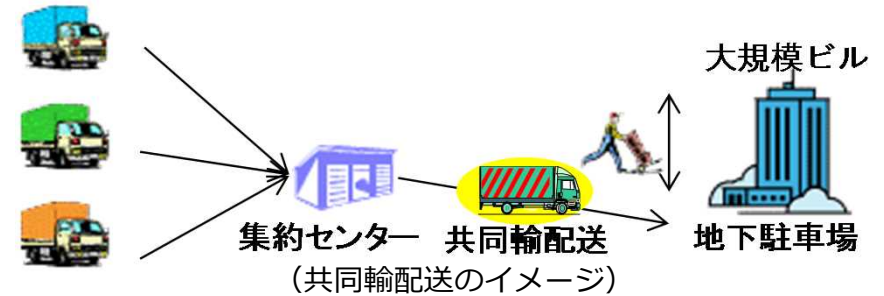 大規模ビル
集約センター
共同輸配送
地下駐車場
(共同輸配送のイメージ)